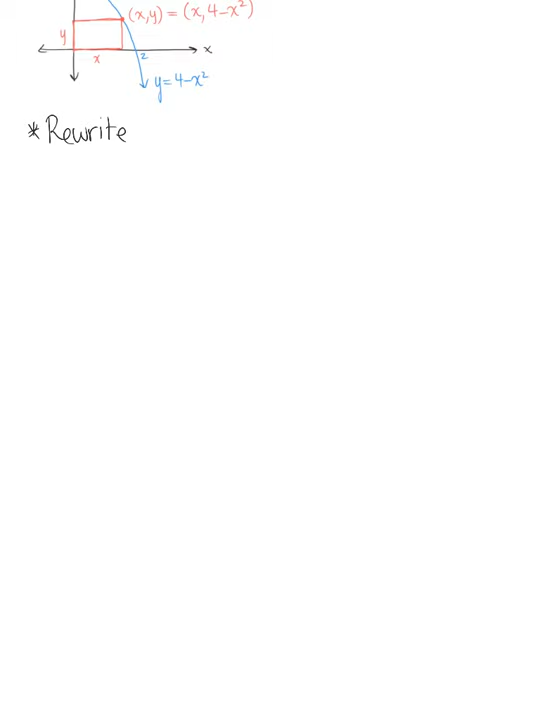 (x,y) = (x, 4-x²)
y
x
2
x
y = 4-x²
*Rewrite